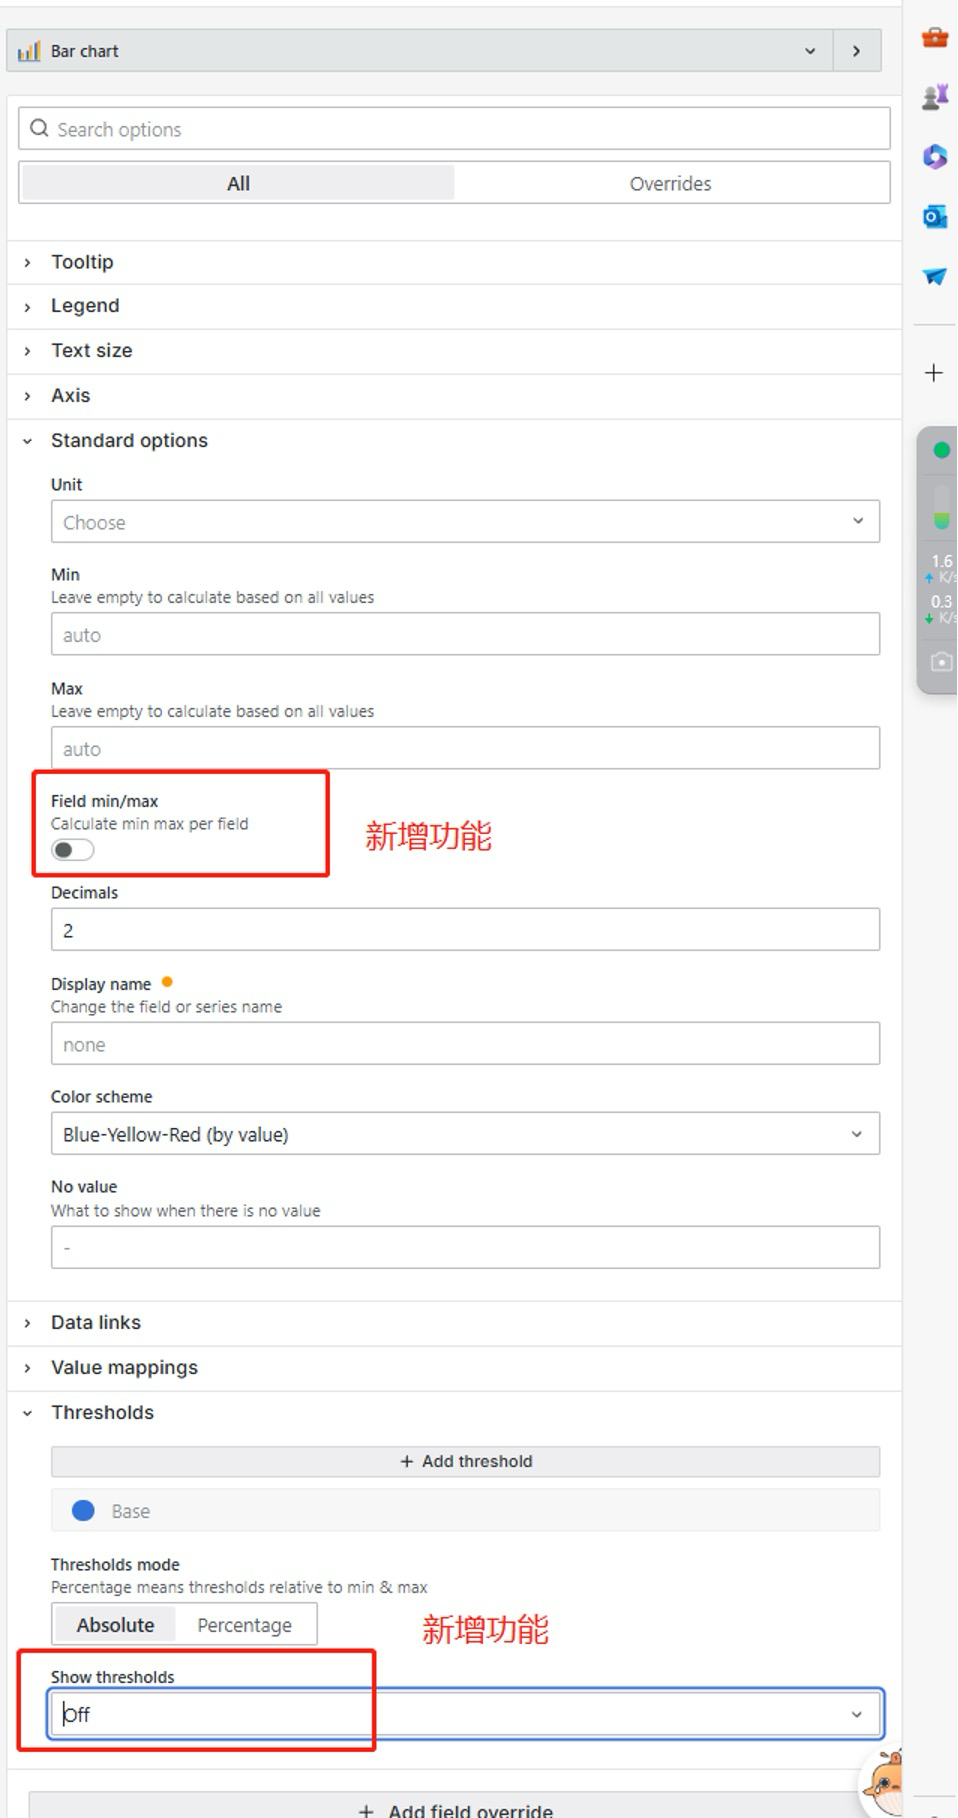 Bar chart
Search options
All
Overrides
Tooltip
Legend
Text size
Axis
Standard options
Unit
Choose
Min
Leave empty to calculate based on all values
auto
Max
Leave empty to calculate based on all values
auto
Field min/max
Calculate min max per field
新增功能
Decimals
2
Display name
Change the field or series name
none
Color scheme
Blue-Yellow-Red (by value)
No value
What to show when there is no value
-
Data links
Value mappings
Thresholds
+ Add threshold
Base
Thresholds mode
Percentage means thresholds relative to min & max
Absolute
Percentage
新增功能
Show thresholds
Off
+ Add field override
1.6
K/s
0.3
K/s